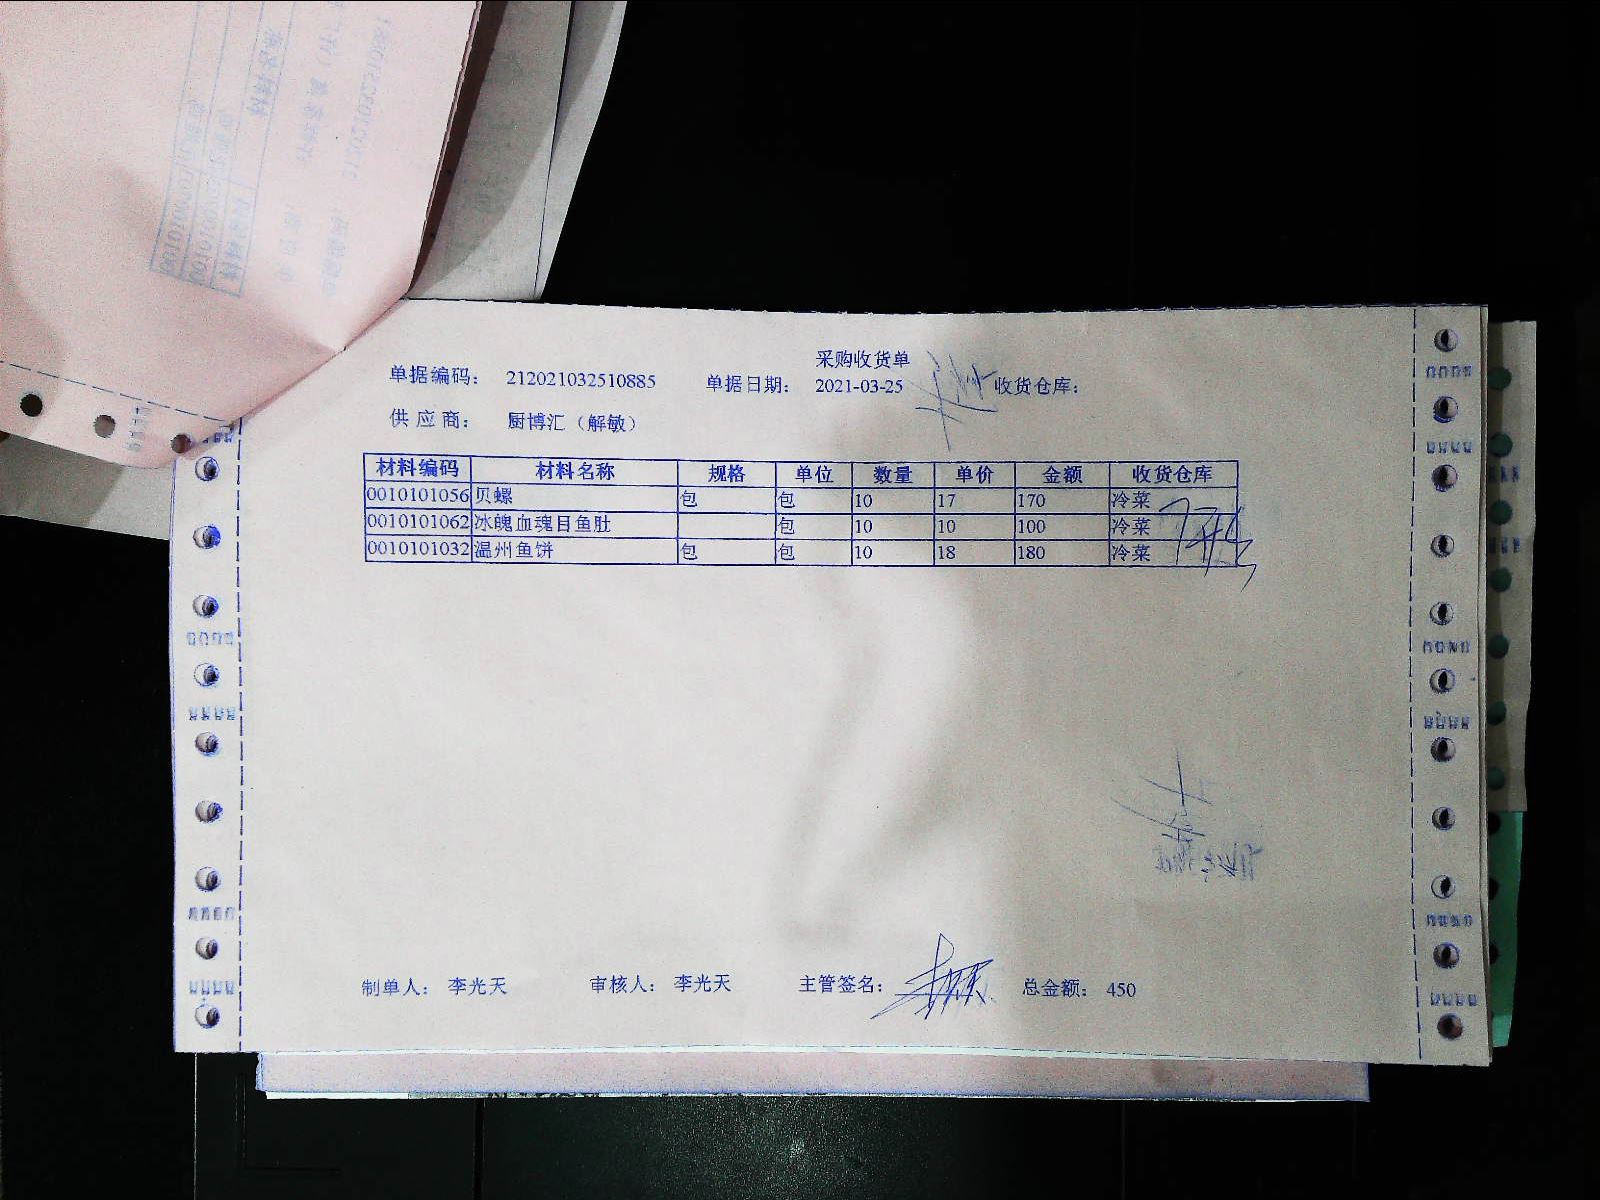 采购收货单
单据编码： 212021032510885 单据日期： 2021-03-25 收货仓库：
供应商： 厨博汇（解敏）
材料编码 材料名称 规格 单位 数量 单价 金额 收货仓库
0010101056 贝螺 包 包 10 17 170 冷菜
0010101062 冰魄血魂目鱼肚 包 10 10 100 冷菜
0010101032 温州鱼饼 包 包 10 18 180 冷菜
制单人： 李光天 审核人： 李光天 主管签名： 总金额： 450